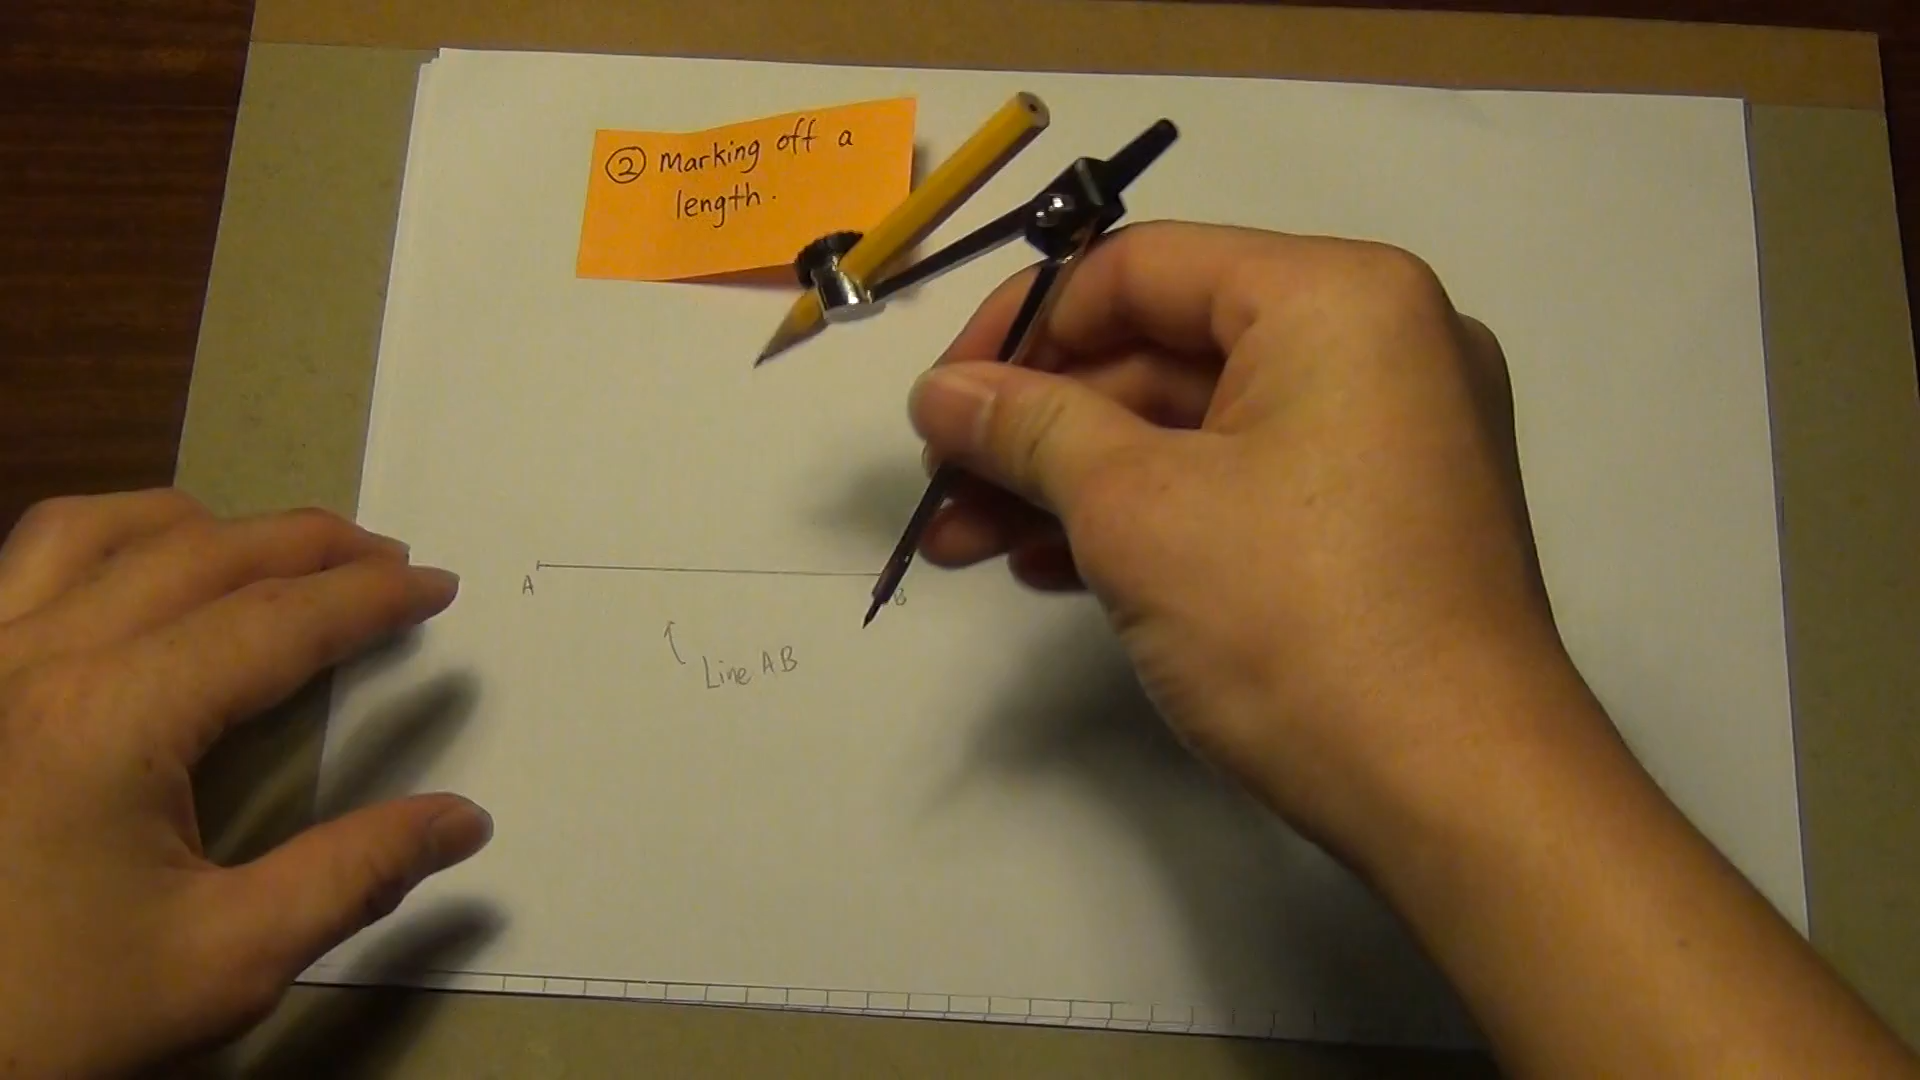 ② Marking off a
length.
A
B
Line AB